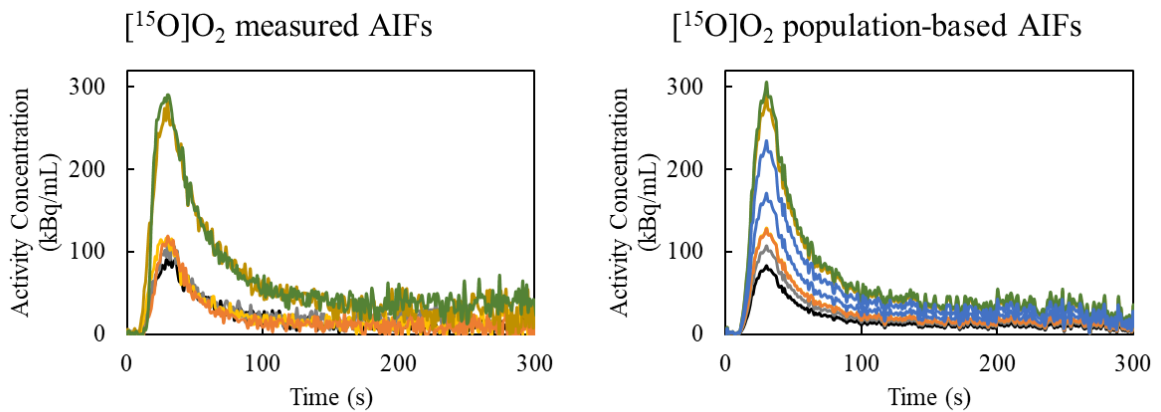 [¹⁵O]O₂ measured AIFs
Activity Concentration
(kBq/mL)
300
200
100
0
0 100 200 300
Time (s)
[¹⁵O]O₂ population-based AIFs
Activity Concentration
(kBq/mL)
300
200
100
0
0 100 200 300
Time (s)